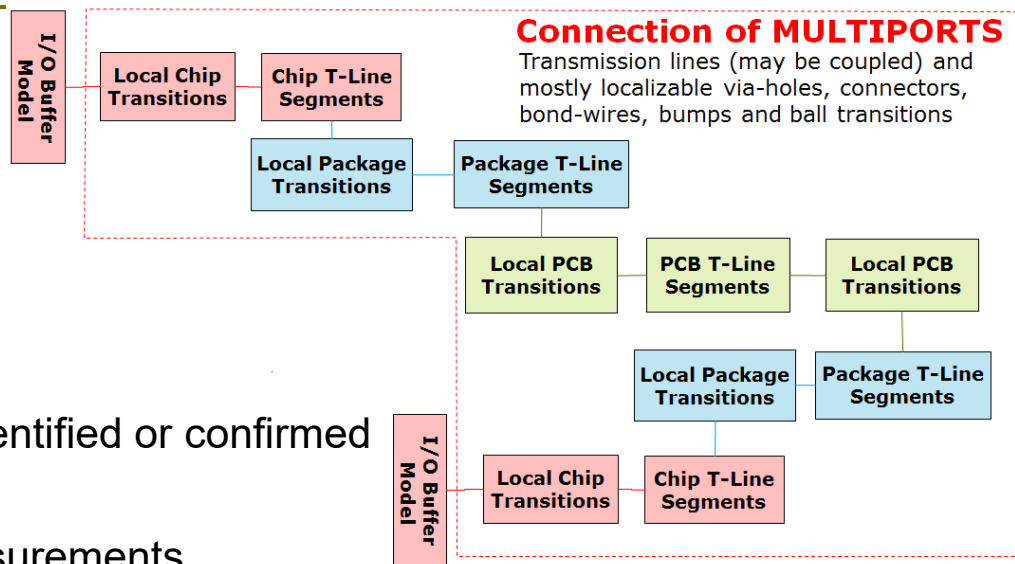 Connection of MULTIPORTS
Transmission lines (may be coupled) and
mostly localizable via-holes, connectors,
bond-wires, bumps and ball transitions
I/O Buffer
Model
Local Chip
Transitions
Chip T-Line
Segments
Local Package
Transitions
Package T-Line
Segments
Local PCB
Transitions
PCB T-Line
Segments
Local PCB
Transitions
Local Package
Transitions
Package T-Line
Segments
I/O Buffer
Model
Local Chip
Transitions
Chip T-Line
Segments
entified or confirmed
surements